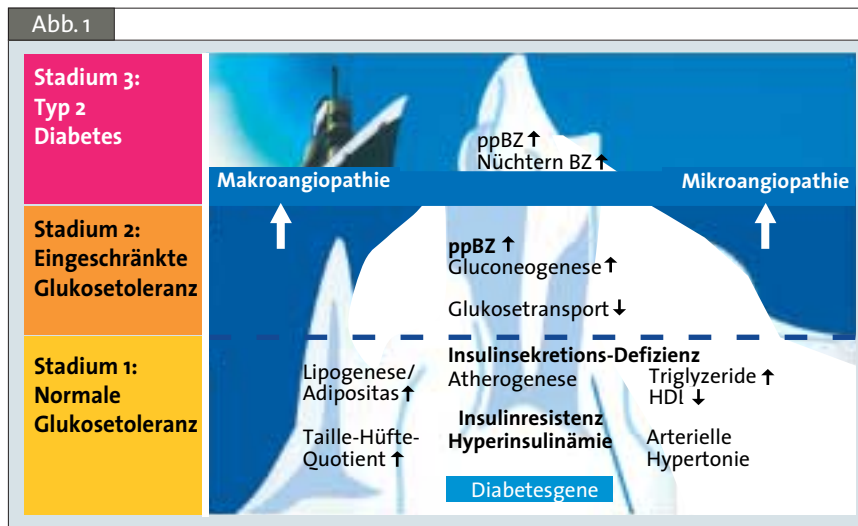 Abb. 1
Stadium 3:
Typ 2
Diabetes
ppBZ ↑
Nüchtern BZ ↑
Makroangiopathie
Mikroangiopathie
Stadium 2:
Eingeschränkte
Glukosetoleranz
ppBZ ↑
Gluconeogenese ↑
Glukosetransport ↓
Stadium 1:
Normale
Glukosetoleranz
Lipogenese/
Adipositas ↑
Taille-Hüfte-
Quotient ↑
Insulinsekretions-Defizienz
Atherogenese
Insulinresistenz
Hyperinsulinämie
Triglyzeride ↑
HDl ↓
Arterielle
Hypertonie
Diabetesgene